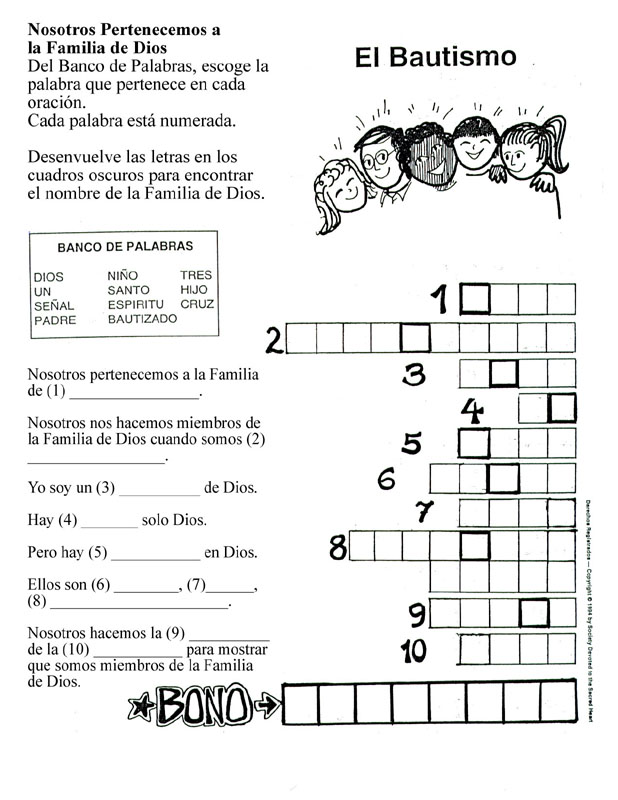 Nosotros Pertenecemos a
la Familia de Dios
Del Banco de Palabras, escoge la
palabra que pertenece en cada
oración.
Cada palabra está numerada.
Desenvuelve las letras en los
cuadros oscuros para encontrar
el nombre de la Familia de Dios.
El Bautismo
BANCO DE PALABRAS
DIOS NIÑO TRES
UN SANTO HIJO
SEÑAL ESPIRITU CRUZ
PADRE BAUTIZADO
Nosotros pertenecemos a la Familia
de (1) _______________.
Nosotros nos hacemos miembros de
la Familia de Dios cuando somos (2)
________________.
Yo soy un (3) __________ de Dios.
Hay (4) _______ solo Dios.
Pero hay (5) ___________ en Dios.
Ellos son (6) ________, (7)______,
(8) _____________________.
Nosotros hacemos la (9) __________
de la (10) ___________ para mostrar
que somos miembros de la Familia
de Dios.
1
2
3
4
5
6
7
8
9
10
BONO
Derechos Registrados — Copyright © 1994 by Society Devoted to the Sacred Heart